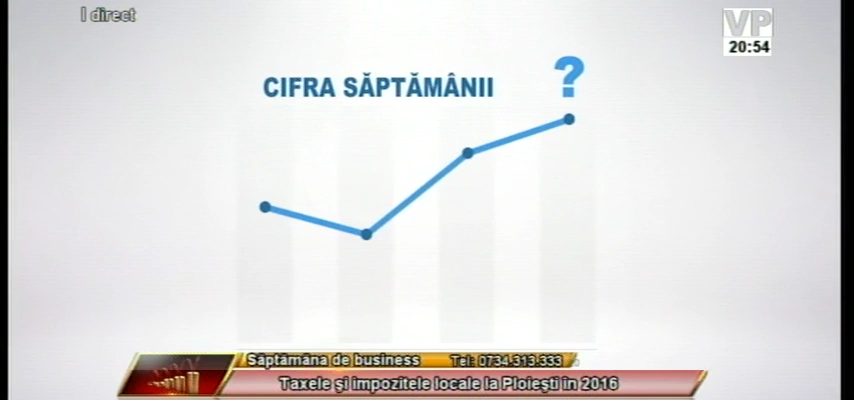 l direct
VP
20:54
CIFRA SĂPTĂMÂNII ?
Săptămâna de business Tel: 0734.313.333
Taxele şi impozitele locale la Ploieşti în 2016